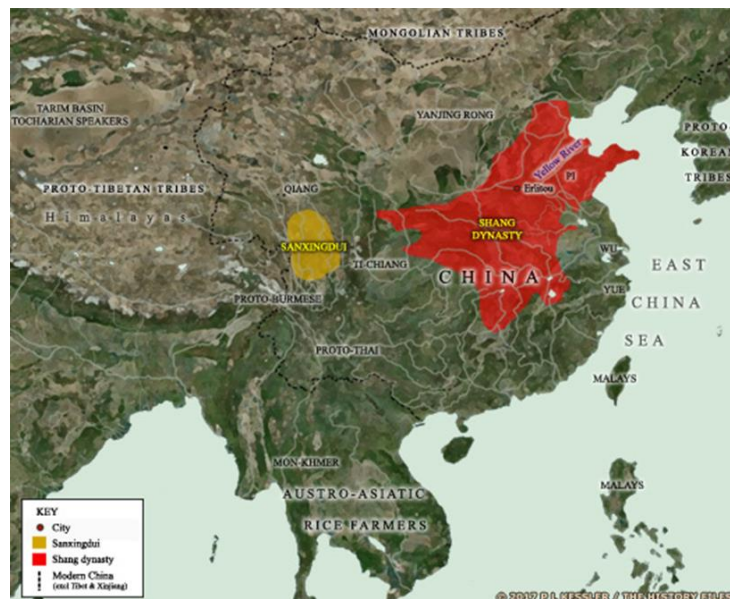 MONGOLIAN TRIBES
TARIM BASIN
TOCHARIAN SPEAKERS
YANJING RONG
PROTO-
KOREAN
TRIBES
Yellow River
PI
Erlitou
PROTO-TIBETAN TRIBES
QIANG
Himalayas
SHANG
DYNASTY
SANXINGDUI
TI-CHIANG
WU
EAST
CHINA
SEA
CHINA
YUE
PROTO-BURMESE
PROTO-THAI
MALAYS
MON-KHMER
MALAYS
AUSTRO-ASIATIC
RICE FARMERS
KEY
City
Sanxingdui
Shang dynasty
Modern China
(excl Tibet & Xinjiang)
© 2017 P L KESSLER / THE HISTORY FILES